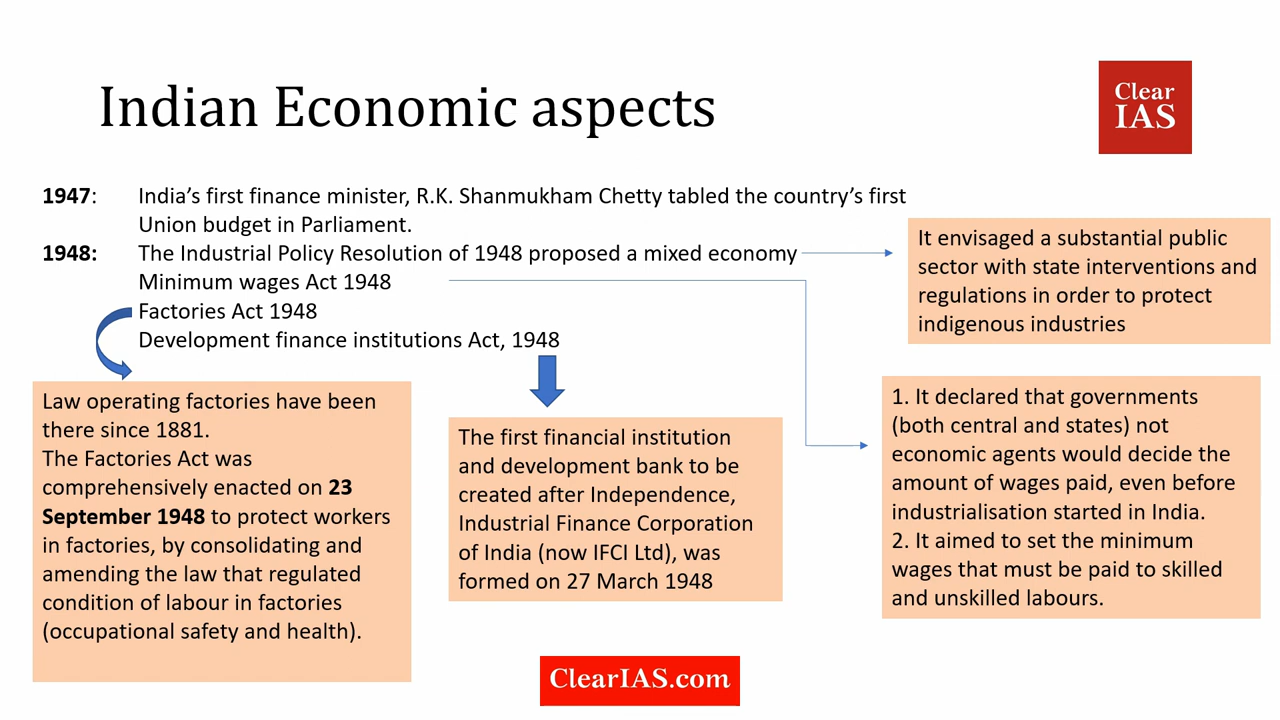 Indian Economic aspects
Clear
IAS
1947: India’s first finance minister, R.K. Shanmukham Chetty tabled the country’s first
Union budget in Parliament.
1948: The Industrial Policy Resolution of 1948 proposed a mixed economy
Minimum wages Act 1948
Factories Act 1948
Development finance institutions Act, 1948
It envisaged a substantial public
sector with state interventions and
regulations in order to protect
indigenous industries
Law operating factories have been
there since 1881.
The Factories Act was
comprehensively enacted on 23
September 1948 to protect workers
in factories, by consolidating and
amending the law that regulated
condition of labour in factories
(occupational safety and health).
The first financial institution
and development bank to be
created after Independence,
Industrial Finance Corporation
of India (now IFCI Ltd), was
formed on 27 March 1948
1. It declared that governments
(both central and states) not
economic agents would decide the
amount of wages paid, even before
industrialisation started in India.
2. It aimed to set the minimum
wages that must be paid to skilled
and unskilled labours.
ClearIAS.com